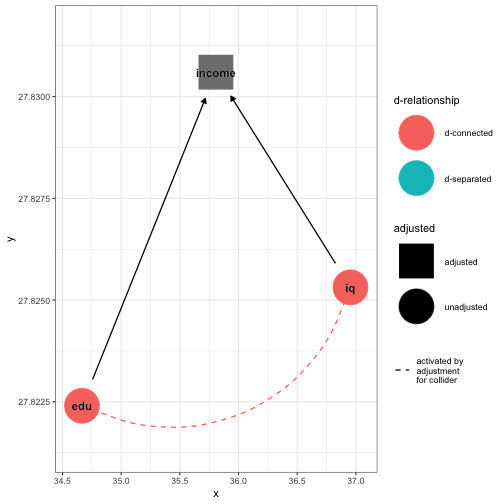 income
iq
edu
27.8300
27.8275
27.8250
27.8225
34.5
35.0
35.5
36.0
36.5
37.0
x
y
d-relationship
d-connected
d-separated
adjusted
adjusted
unadjusted
activated by
adjustment
for collider